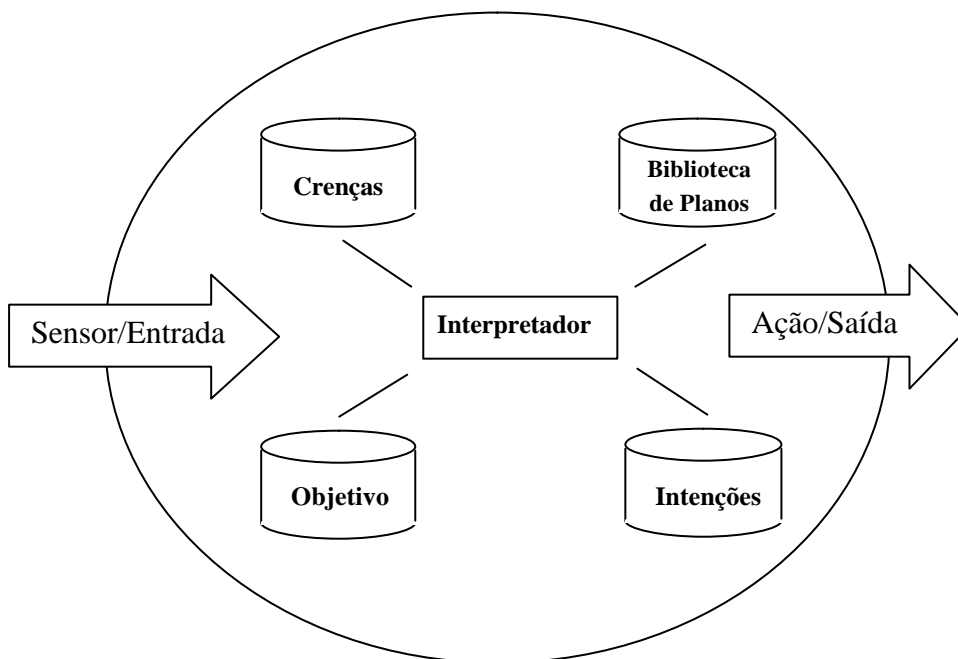 Crenças
Biblioteca
de Planos
Sensor/Entrada
Interpretador
Ação/Saída
Objetivo
Intenções